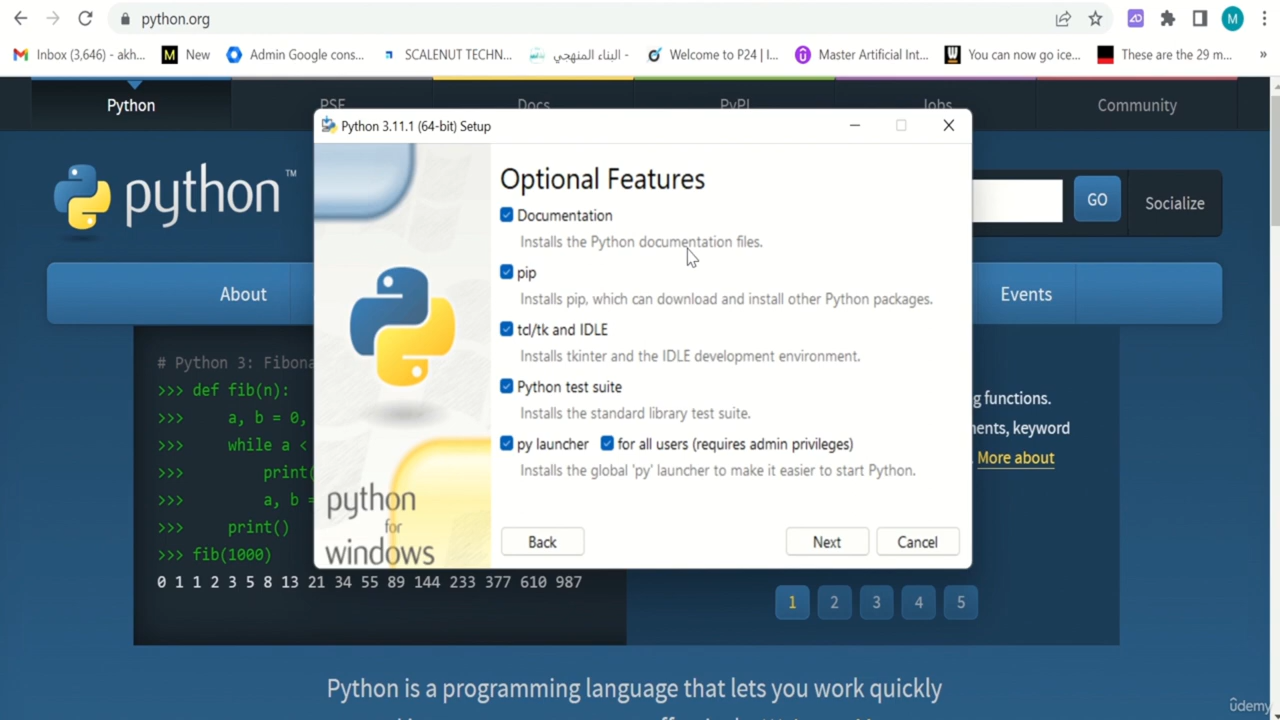 python.org
M
Inbox (3,646) - akh...
M New
Admin Google cons...
SCALENUT TECHN...
البناء المنهجي - ...
Welcome to P24 | I...
Master Artificial Int...
You can now go ice...
These are the 29 m...
»
Python
PSF
Docs
PyPI
Jobs
Community
Python 3.11.1 (64-bit) Setup
python™
GO
Socialize
About
Events
Optional Features
Documentation
Installs the Python documentation files.
pip
Installs pip, which can download and install other Python packages.
tcl/tk and IDLE
Installs tkinter and the IDLE development environment.
Python test suite
Installs the standard library test suite.
py launcher for all users (requires admin privileges)
Installs the global 'py' launcher to make it easier to start Python.
python
for
windows
Back
Next
Cancel
# Python 3: Fibona
>>> def fib(n):
>>> a, b = 0,
>>> while a <
>>> print(
>>> a, b =
>>> print()
>>> fib(1000)
0 1 1 2 3 5 8 13 21 34 55 89 144 233 377 610 987
g functions.
ents, keyword
More about
1 2 3 4 5
Python is a programming language that lets you work quickly
udemy